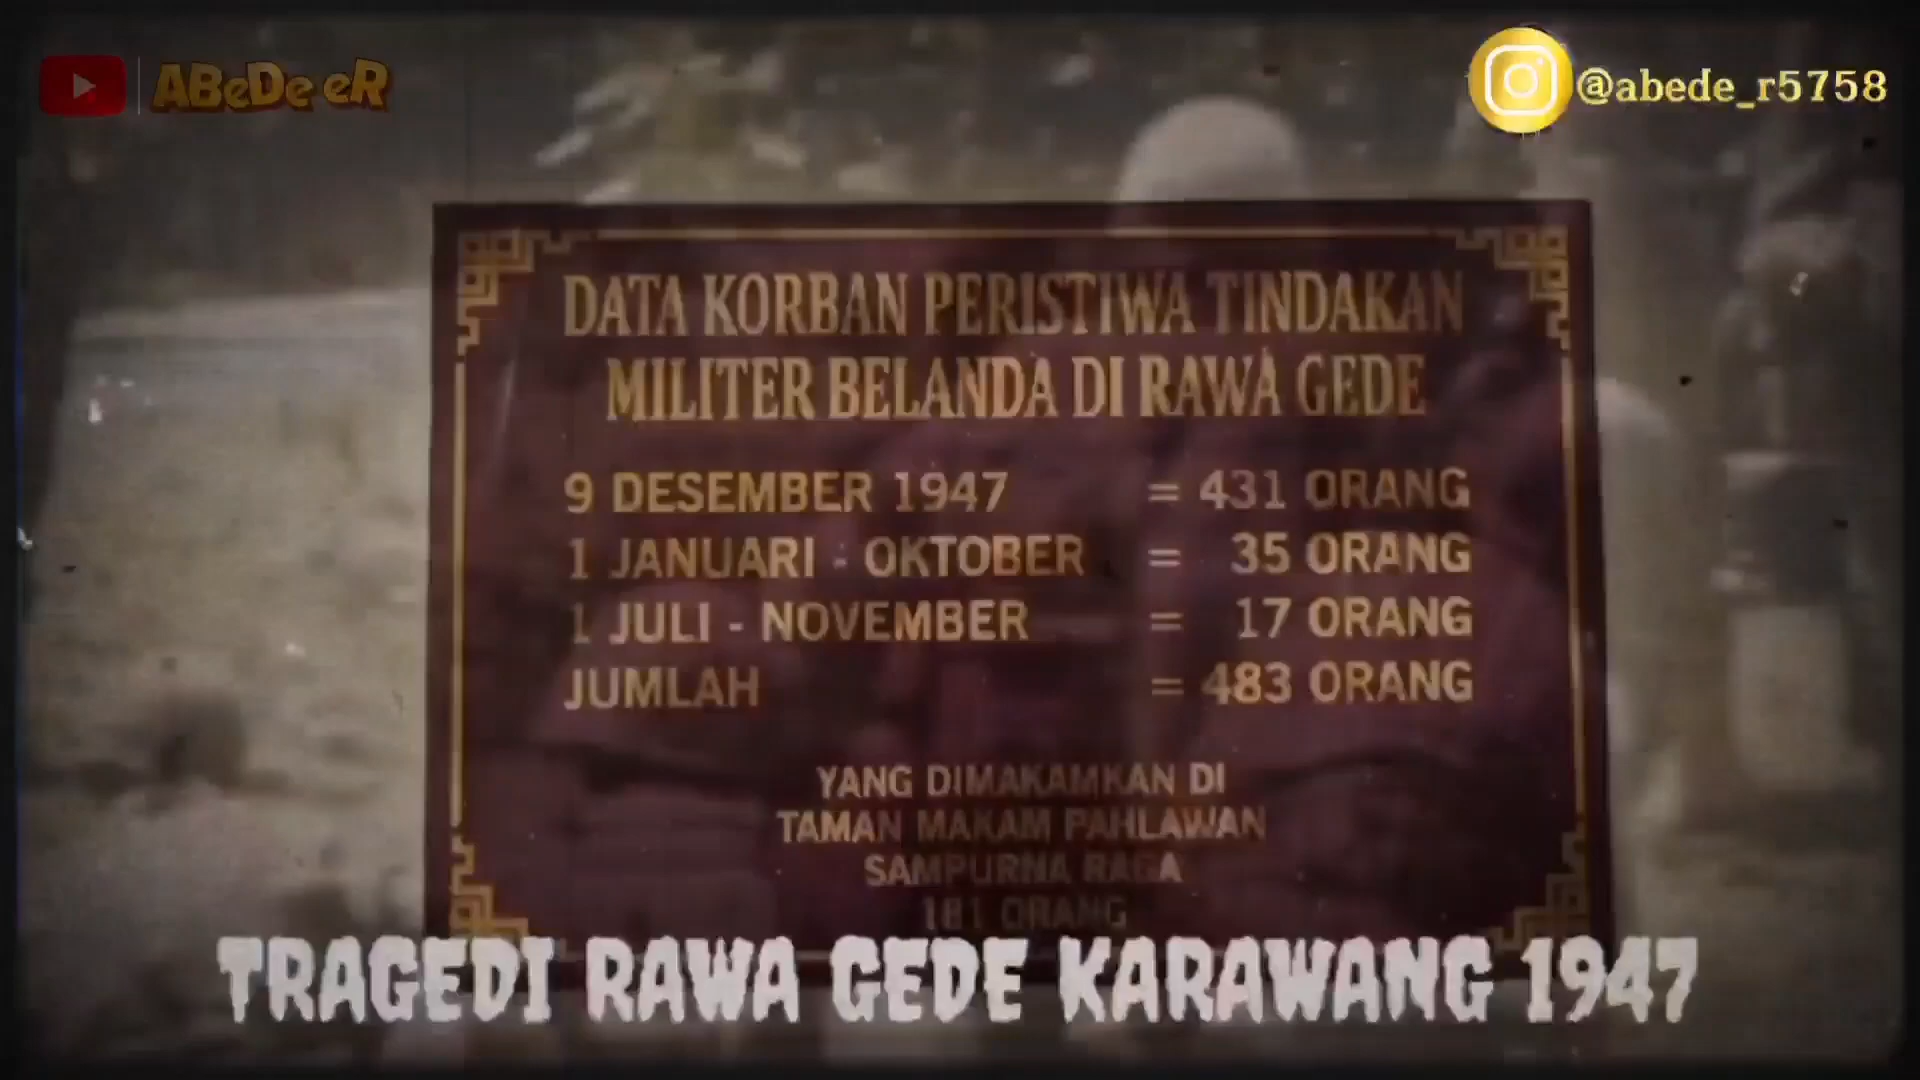 ABeDe eR
@abede_r5758
DATA KORBAN PERISTIWA TINDAKAN
MILITER BELANDA DI RAWA GEDE
9 DESEMBER 1947 = 431 ORANG
1 JANUARI - OKTOBER = 35 ORANG
1 JULI - NOVEMBER = 17 ORANG
JUMLAH = 483 ORANG
YANG DIMAKAMKAN DI
TAMAN MAKAM PAHLAWAN
SAMPURNA RAGA
181 ORANG
TRAGEDI RAWA GEDE KARAWANG 1947